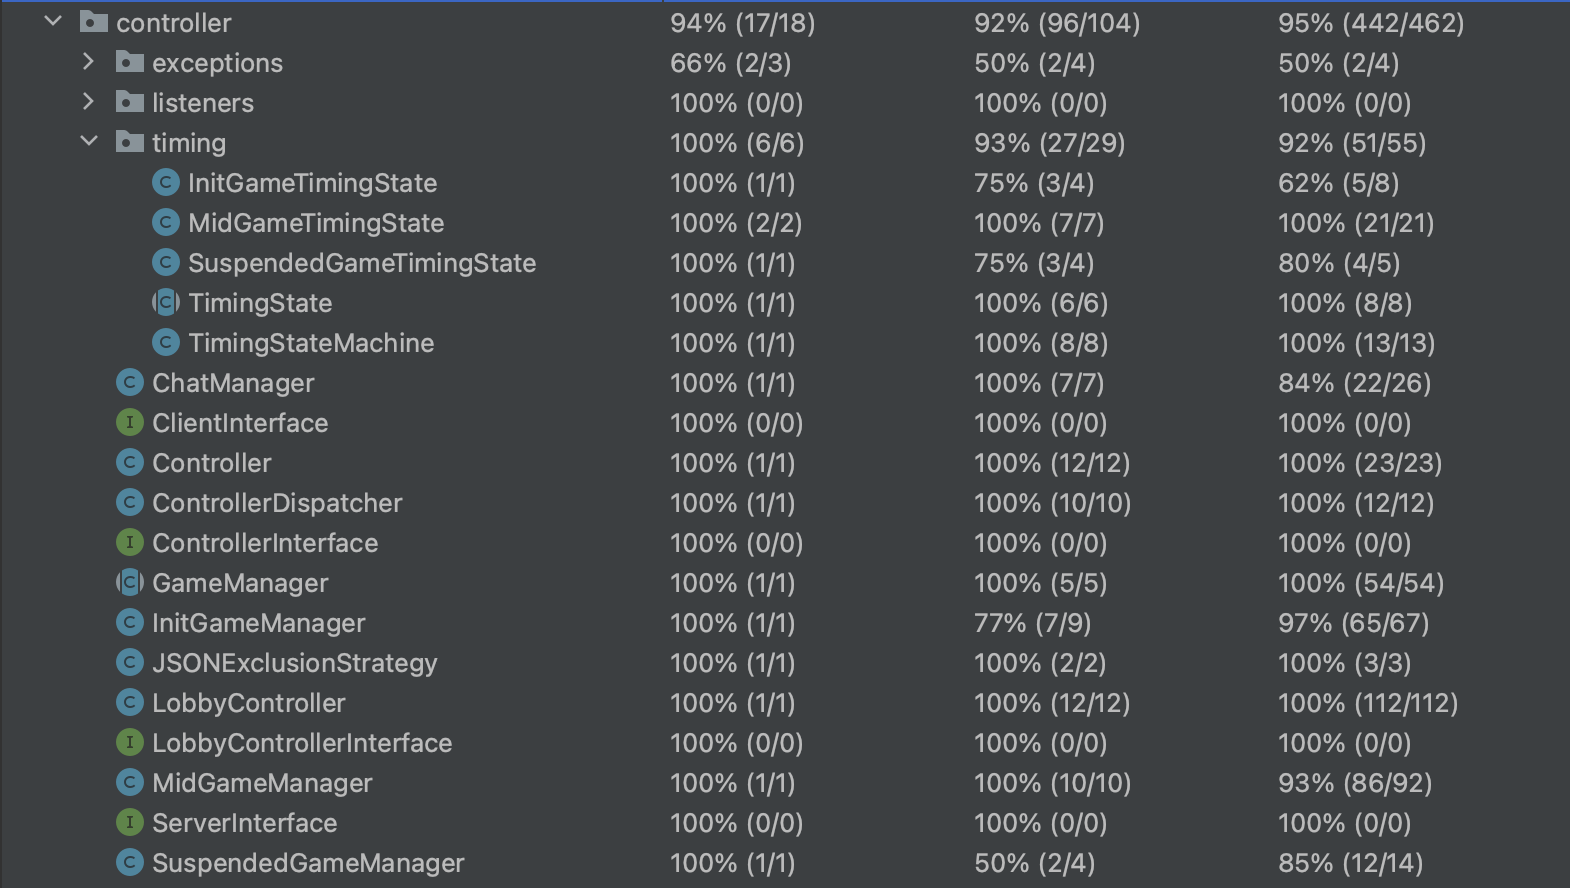 controller 94% (17/18) 92% (96/104) 95% (442/462)
exceptions 66% (2/3) 50% (2/4) 50% (2/4)
listeners 100% (0/0) 100% (0/0) 100% (0/0)
timing 100% (6/6) 93% (27/29) 92% (51/55)
C InitGameTimingState 100% (1/1) 75% (3/4) 62% (5/8)
C MidGameTimingState 100% (2/2) 100% (7/7) 100% (21/21)
C SuspendedGameTimingState 100% (1/1) 75% (3/4) 80% (4/5)
C TimingState 100% (1/1) 100% (6/6) 100% (8/8)
C TimingStateMachine 100% (1/1) 100% (8/8) 100% (13/13)
C ChatManager 100% (1/1) 100% (7/7) 84% (22/26)
I ClientInterface 100% (0/0) 100% (0/0) 100% (0/0)
C Controller 100% (1/1) 100% (12/12) 100% (23/23)
C ControllerDispatcher 100% (1/1) 100% (10/10) 100% (12/12)
I ControllerInterface 100% (0/0) 100% (0/0) 100% (0/0)
C GameManager 100% (1/1) 100% (5/5) 100% (54/54)
C InitGameManager 100% (1/1) 77% (7/9) 97% (65/67)
C JSONExclusionStrategy 100% (1/1) 100% (2/2) 100% (3/3)
C LobbyController 100% (1/1) 100% (12/12) 100% (112/112)
I LobbyControllerInterface 100% (0/0) 100% (0/0) 100% (0/0)
C MidGameManager 100% (1/1) 100% (10/10) 93% (86/92)
I ServerInterface 100% (0/0) 100% (0/0) 100% (0/0)
C SuspendedGameManager 100% (1/1) 50% (2/4) 85% (12/14)